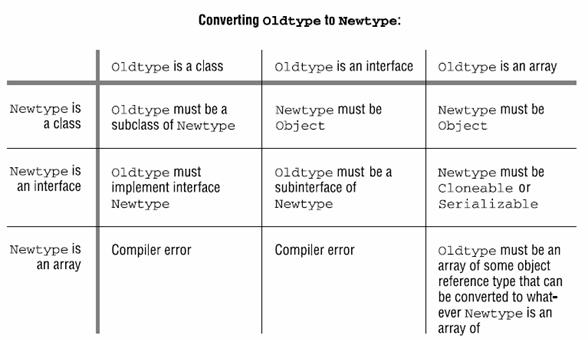 Converting Oldtype to Newtype:
Oldtype is a class
Oldtype is an interface
Oldtype is an array
Newtype is
a class
Oldtype must be a
subclass of Newtype
Newtype must be
Object
Newtype must be
Object
Newtype is
an interface
Oldtype must
implement interface
Newtype
Oldtype must be a
subinterface of
Newtype
Newtype must be
Cloneable or
Serializable
Newtype is
an array
Compiler error
Compiler error
Oldtype must be an
array of some object
reference type that can
be converted to what-
ever Newtype is an
array of